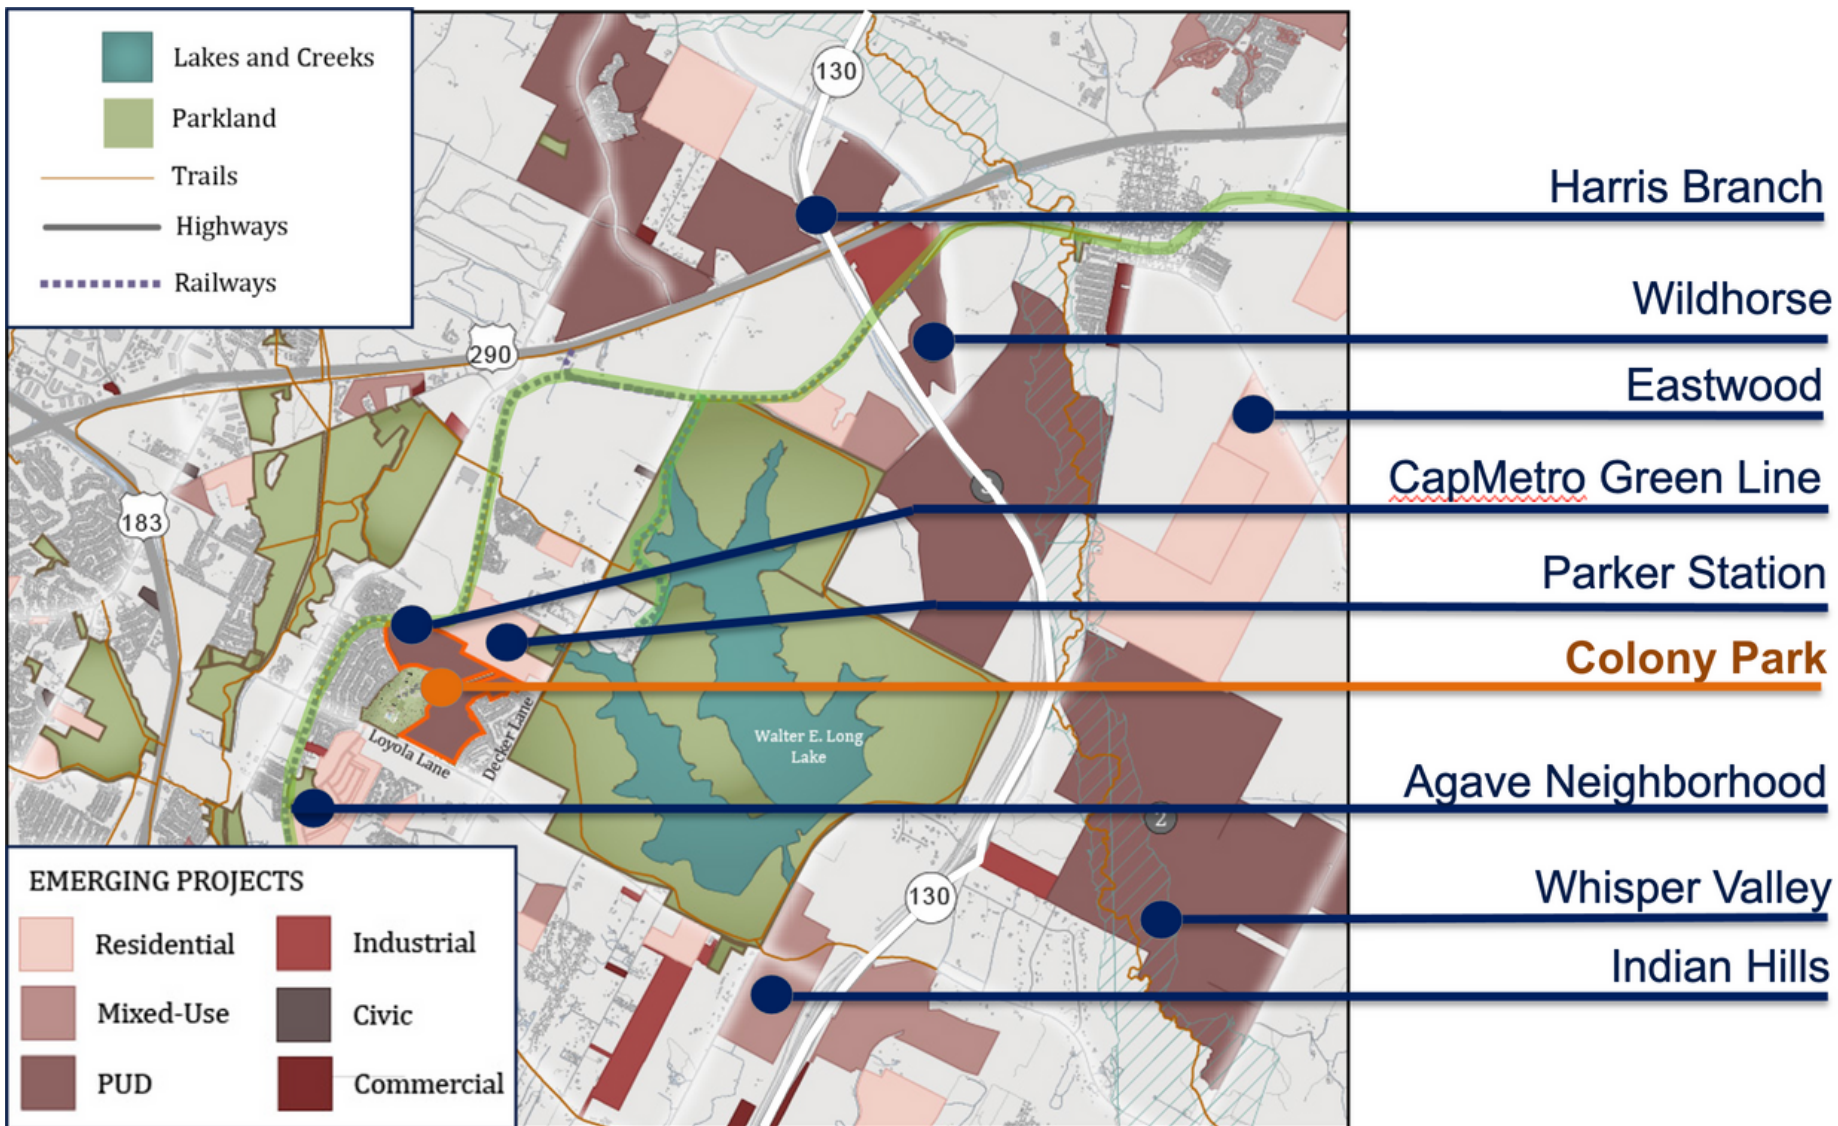 Lakes and Creeks
Parkland
Trails
Highways
Railways
130
290
183
Harris Branch
Wildhorse
Eastwood
CapMetro Green Line
Parker Station
Colony Park
Agave Neighborhood
Whisper Valley
Indian Hills
Loyola Lane
Decker Lane
Walter E. Long
Lake
2
130
EMERGING PROJECTS
Residential
Industrial
Mixed-Use
Civic
PUD
Commercial